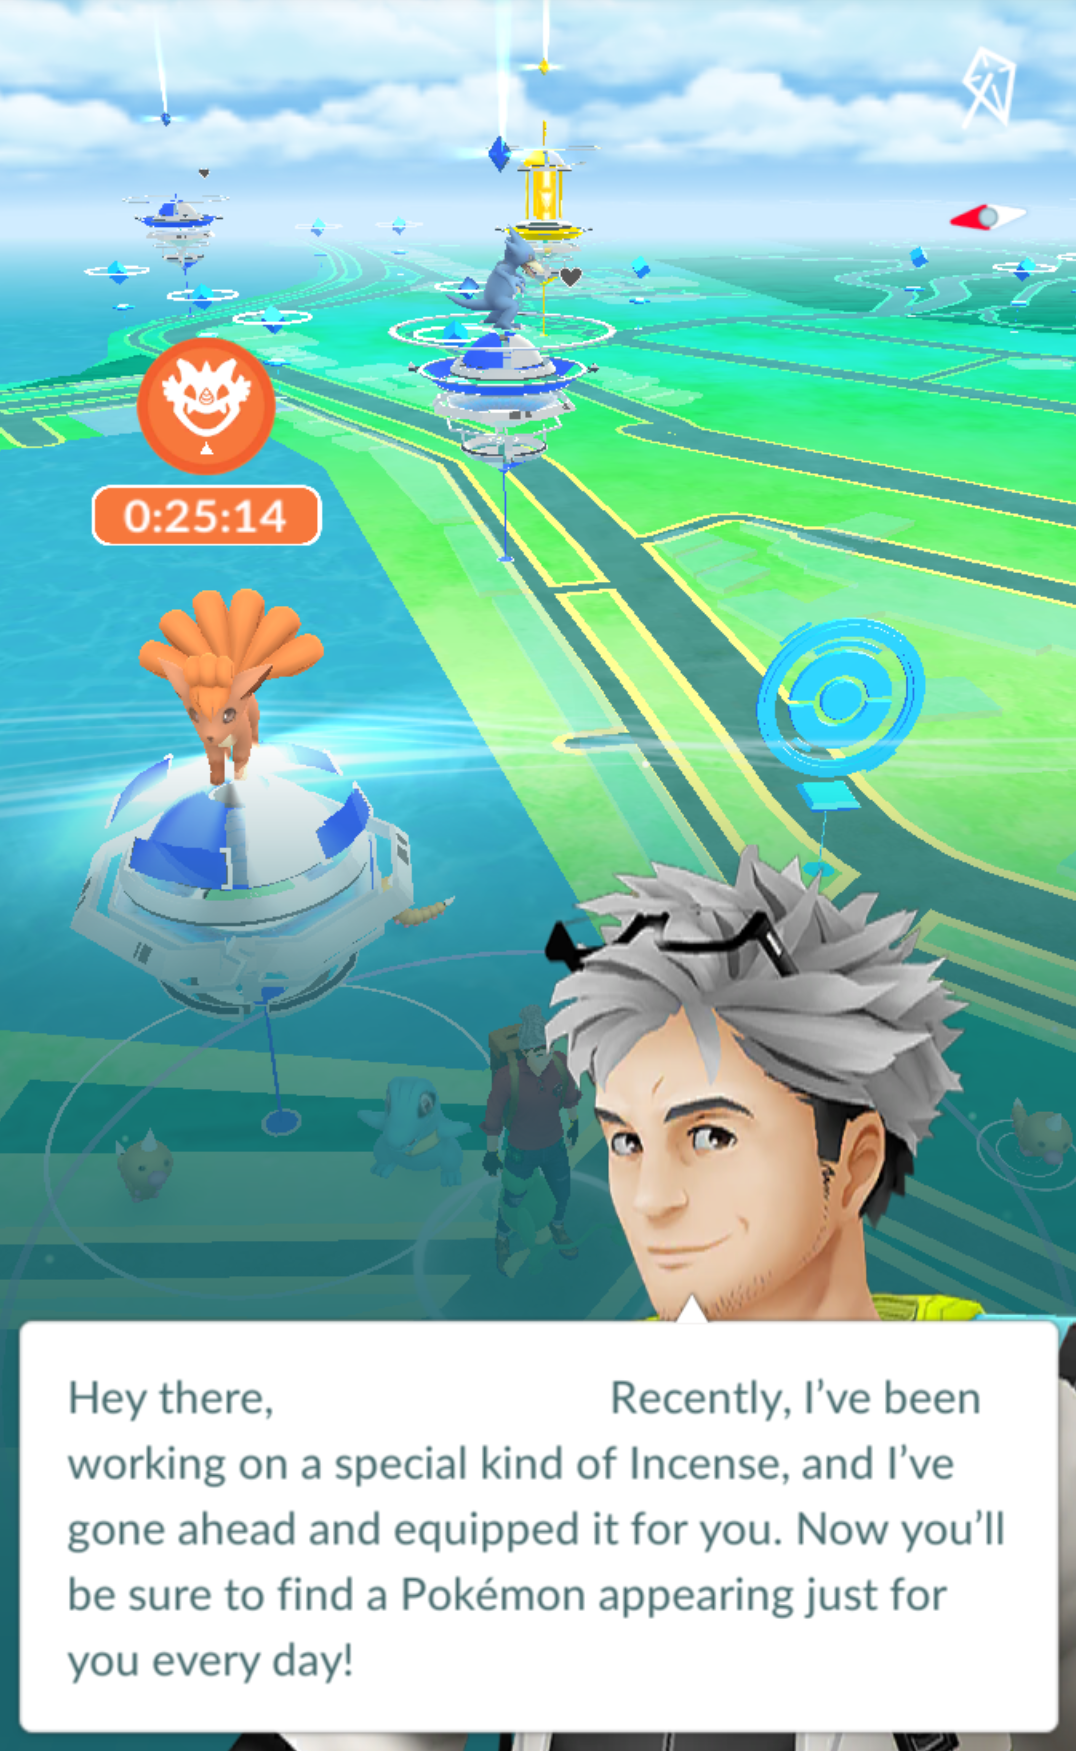 0:25:14
Hey there, Recently, I’ve been
working on a special kind of Incense, and I’ve
gone ahead and equipped it for you. Now you’ll
be sure to find a Pokémon appearing just for
you every day!